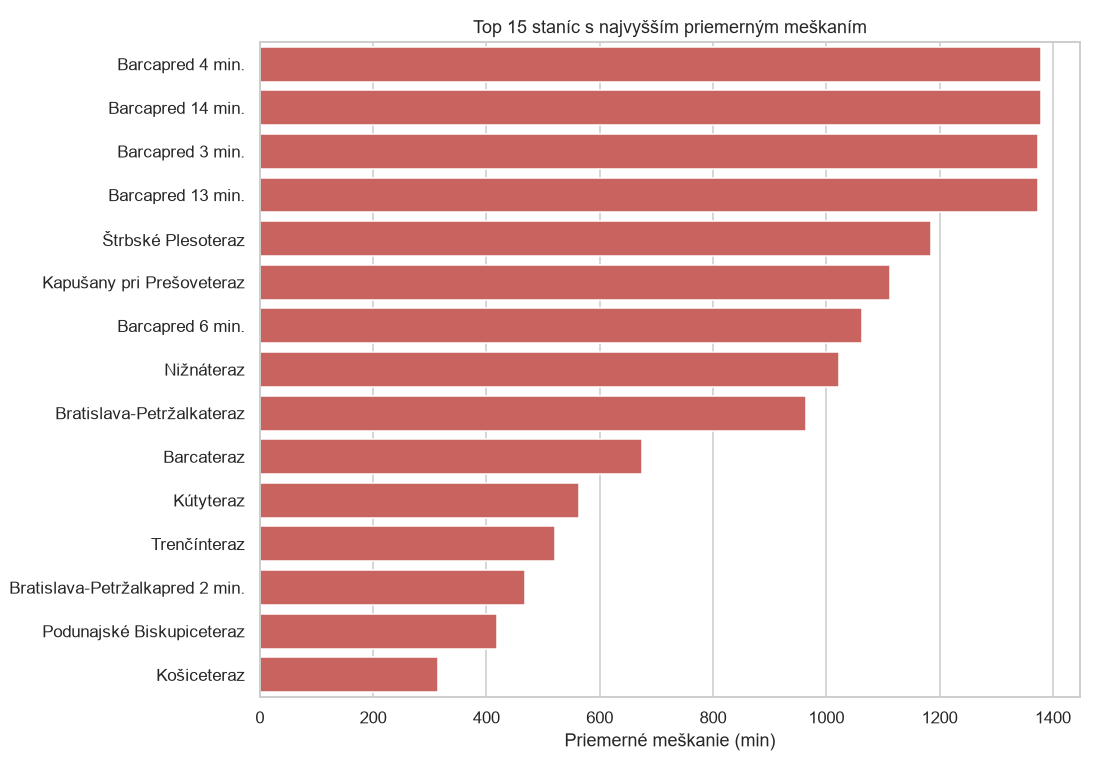 Top 15 staníc s najvyšším priemerným meškaním
Barcapred 4 min.
Barcapred 14 min.
Barcapred 3 min.
Barcapred 13 min.
Štrbské Plesoteraz
Kapušany pri Prešoveteraz
Barcapred 6 min.
Nižnáteraz
Bratislava-Petržalkateraz
Barcateraz
Kútyteraz
Trenčínteraz
Bratislava-Petržalkapred 2 min.
Podunajské Biskupiceteraz
Košiceteraz
0 200 400 600 800 1000 1200 1400
Priemerné meškanie (min)